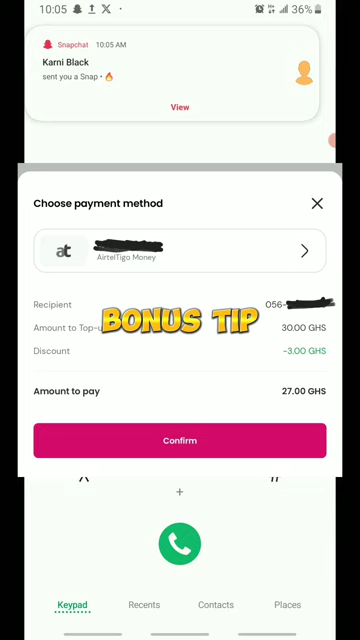 10:05
36%
Snapchat 10:05 AM
Karni Black
sent you a Snap • 🔥
View
Choose payment method
at
AirtelTigo Money
Recipient 056-
Amount to Top-u 30.00 GHS
BONUS TIP
Discount -3.00 GHS
Amount to pay 27.00 GHS
Confirm
+
Keypad Recents Contacts Places